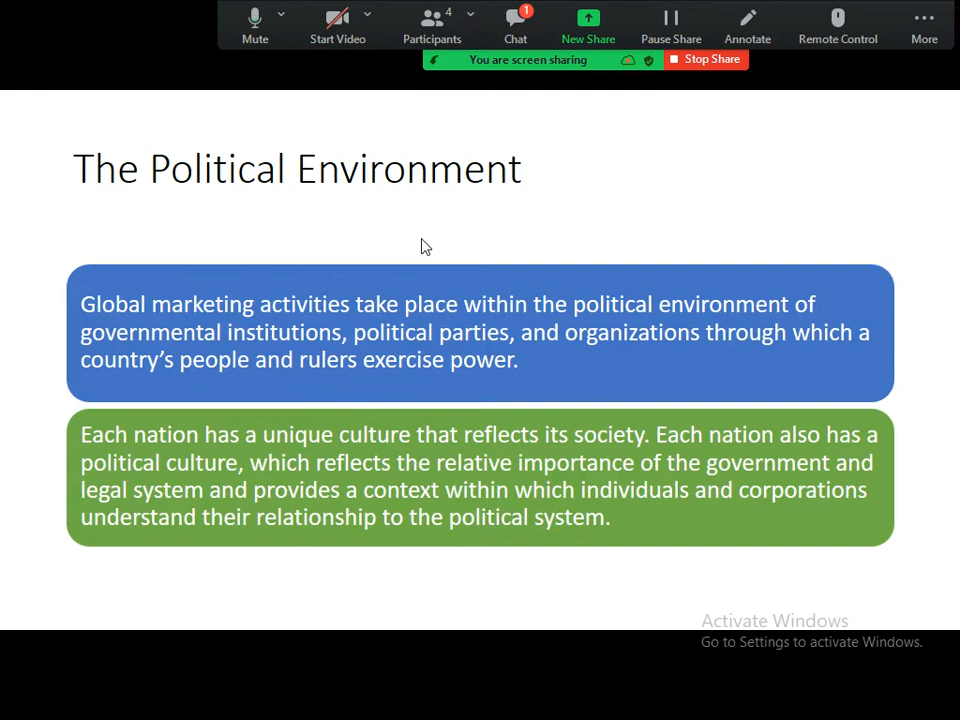 4
1
Mute
Start Video
Participants
Chat
New Share
Pause Share
Annotate
Remote Control
More
You are screen sharing
Stop Share
The Political Environment
Global marketing activities take place within the political environment of
governmental institutions, political parties, and organizations through which a
country’s people and rulers exercise power.
Each nation has a unique culture that reflects its society. Each nation also has a
political culture, which reflects the relative importance of the government and
legal system and provides a context within which individuals and corporations
understand their relationship to the political system.
Activate Windows
Go to Settings to activate Windows.